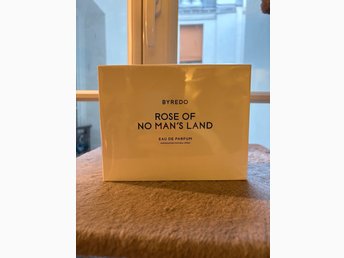 BYREDO
ROSE OF
NO MAN'S LAND
EAU DE PARFUM